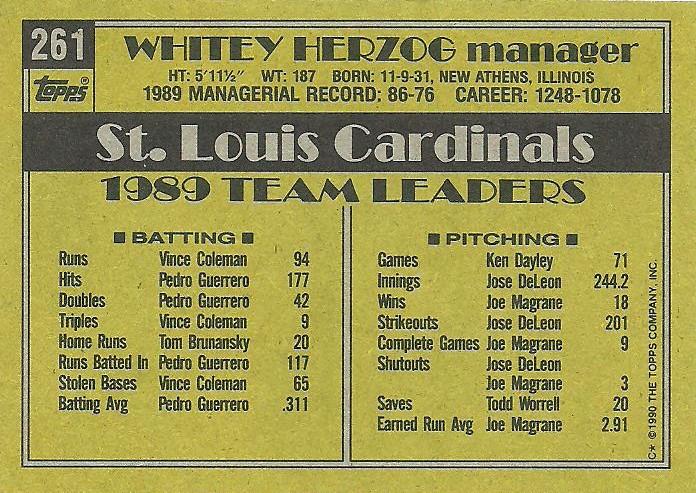 261
Topps®
WHITEY HERZOG manager
HT: 5'11½" WT: 187 BORN: 11-9-31, NEW ATHENS, ILLINOIS
1989 MANAGERIAL RECORD: 86-76 CAREER: 1248-1078
St. Louis Cardinals
1989 TEAM LEADERS
■ BATTING ■
Runs Vince Coleman 94
Hits Pedro Guerrero 177
Doubles Pedro Guerrero 42
Triples Vince Coleman 9
Home Runs Tom Brunansky 20
Runs Batted In Pedro Guerrero 117
Stolen Bases Vince Coleman 65
Batting Avg Pedro Guerrero .311
■ PITCHING ■
Games Ken Dayley 71
Innings Jose DeLeon 244.2
Wins Joe Magrane 18
Strikeouts Jose DeLeon 201
Complete Games Joe Magrane 9
Shutouts Jose DeLeon
Joe Magrane 3
Saves Todd Worrell 20
Earned Run Avg Joe Magrane 2.91
C* © 1990 THE TOPPS COMPANY, INC.